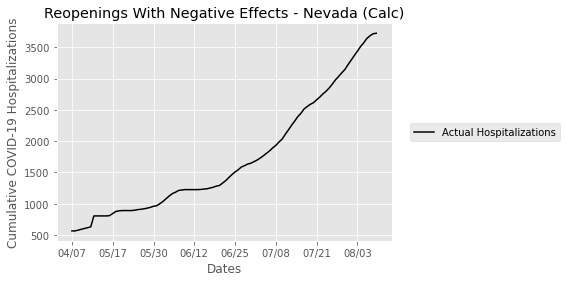 Reopenings With Negative Effects - Nevada (Calc)
Cumulative COVID-19 Hospitalizations
3500
3000
2500
2000
1500
1000
500
04/07 05/17 05/30 06/12 06/25 07/08 07/21 08/03
Dates
Actual Hospitalizations